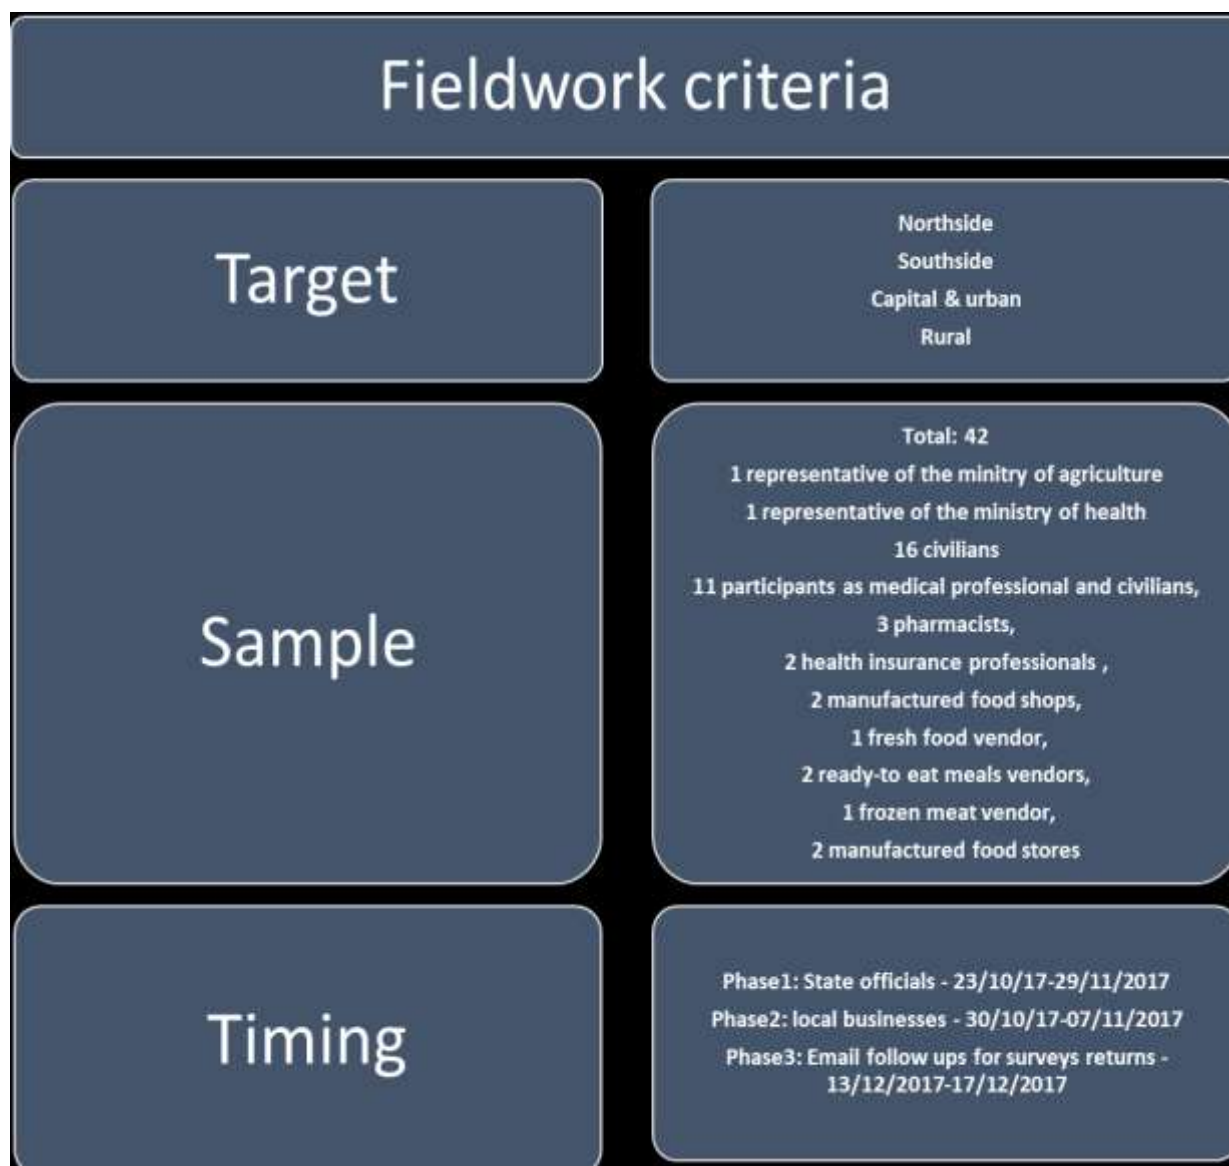 Fieldwork criteria
Target
Northside
Southside
Capital & urban
Rural
Sample
Total: 42
1 representative of the minitry of agriculture
1 representative of the ministry of health
16 civilians
11 participants as medical professional and civilians,
3 pharmacists,
2 health insurance professionals ,
2 manufactured food shops,
1 fresh food vendor,
2 ready-to eat meals vendors,
1 frozen meat vendor,
2 manufactured food stores
Timing
Phase1: State officials - 23/10/17-29/11/2017
Phase2: local businesses - 30/10/17-07/11/2017
Phase3: Email follow ups for surveys returns -
13/12/2017-17/12/2017